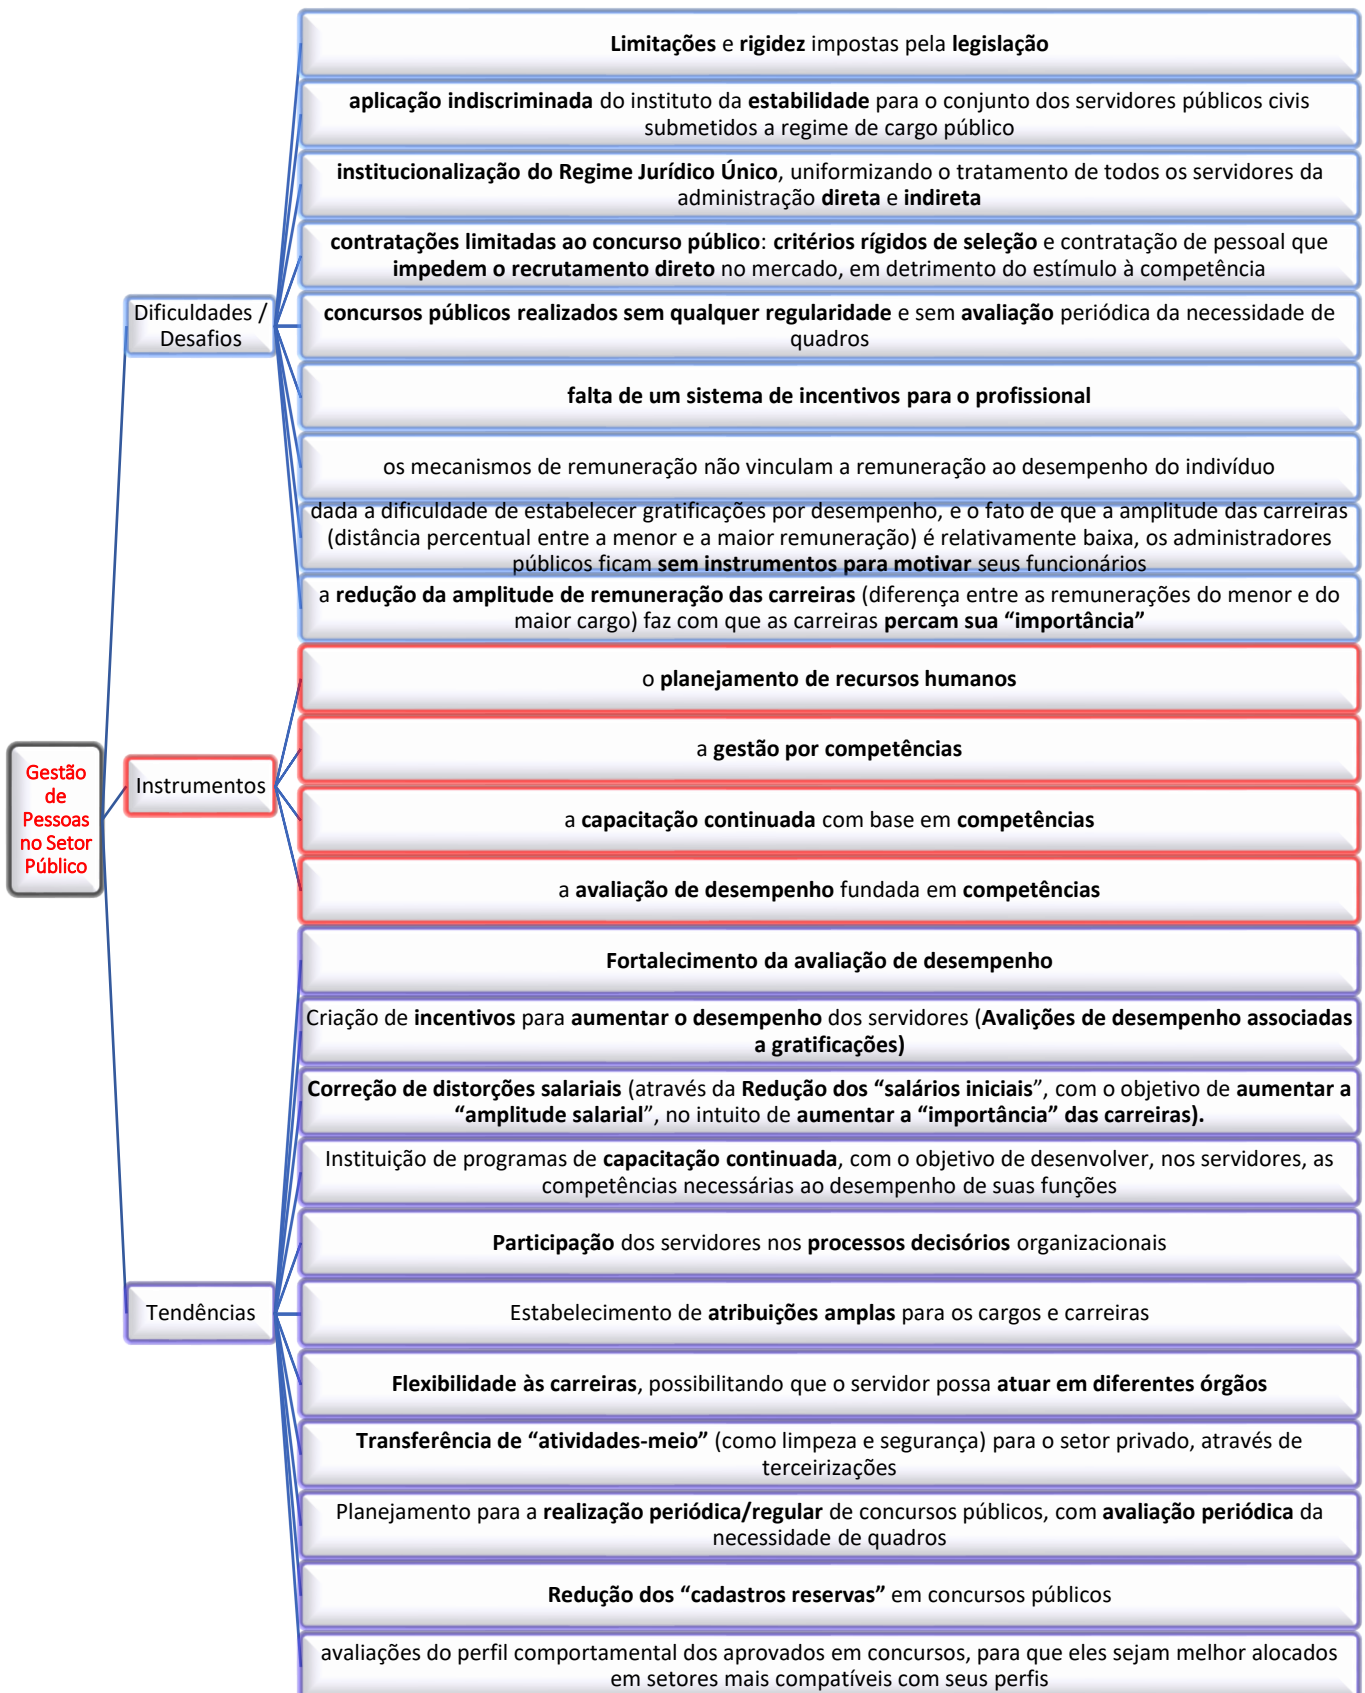 Limitações e rigidez impostas pela legislação
aplicação indiscriminada do instituto da estabilidade para o conjunto dos servidores públicos civis
submetidos a regime de cargo público
institucionalização do Regime Jurídico Único, uniformizando o tratamento de todos os servidores da
administração direta e indireta
contratações limitadas ao concurso público: critérios rígidos de seleção e contratação de pessoal que
impedem o recrutamento direto no mercado, em detrimento do estímulo à competência
Dificuldades /
Desafios
concursos públicos realizados sem qualquer regularidade e sem avaliação periódica da necessidade de
quadros
falta de um sistema de incentivos para o profissional
os mecanismos de remuneração não vinculam a remuneração ao desempenho do indivíduo
dada a dificuldade de estabelecer gratificações por desempenho, e o fato de que a amplitude das carreiras
(distância percentual entre a menor e a maior remuneração) é relativamente baixa, os administradores
públicos ficam sem instrumentos para motivar seus funcionários
a redução da amplitude de remuneração das carreiras (diferença entre as remunerações do menor e do
maior cargo) faz com que as carreiras percam sua “importância”
Gestão
de
Pessoas
no Setor
Público
Instrumentos
o planejamento de recursos humanos
a gestão por competências
a capacitação continuada com base em competências
a avaliação de desempenho fundada em competências
Tendências
Fortalecimento da avaliação de desempenho
Criação de incentivos para aumentar o desempenho dos servidores (Avalições de desempenho associadas
a gratificações)
Correção de distorções salariais (através da Redução dos “salários iniciais”, com o objetivo de aumentar a
“amplitude salarial”, no intuito de aumentar a “importância” das carreiras).
Instituição de programas de capacitação continuada, com o objetivo de desenvolver, nos servidores, as
competências necessárias ao desempenho de suas funções
Participação dos servidores nos processos decisórios organizacionais
Estabelecimento de atribuições amplas para os cargos e carreiras
Flexibilidade às carreiras, possibilitando que o servidor possa atuar em diferentes órgãos
Transferência de “atividades-meio” (como limpeza e segurança) para o setor privado, através de
terceirizações
Planejamento para a realização periódica/regular de concursos públicos, com avaliação periódica da
necessidade de quadros
Redução dos “cadastros reservas” em concursos públicos
avaliações do perfil comportamental dos aprovados em concursos, para que eles sejam melhor alocados
em setores mais compatíveis com seus perfis